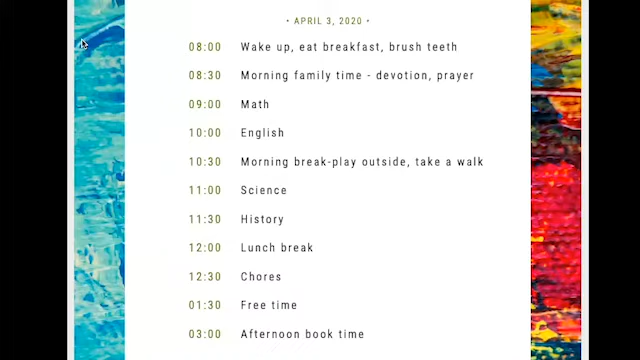 • APRIL 3, 2020 •
08:00 Wake up, eat breakfast, brush teeth
08:30 Morning family time - devotion, prayer
09:00 Math
10:00 English
10:30 Morning break-play outside, take a walk
11:00 Science
11:30 History
12:00 Lunch break
12:30 Chores
01:30 Free time
03:00 Afternoon book time